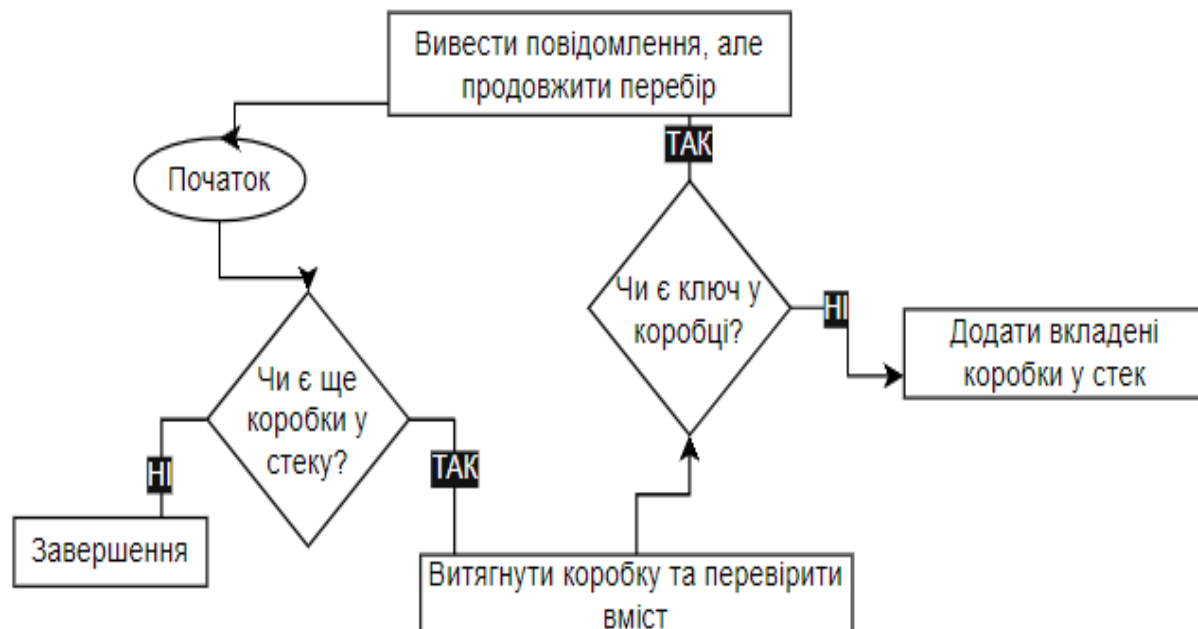 Вивести повідомлення, але
продовжити перебір
ТАК
Початок
Чи є ключ у
коробці?
НІ
Додати вкладені
коробки у стек
Чи є ще
коробки у
стеку?
НІ
ТАК
Завершення
Витягнути коробку та перевірити
вміст